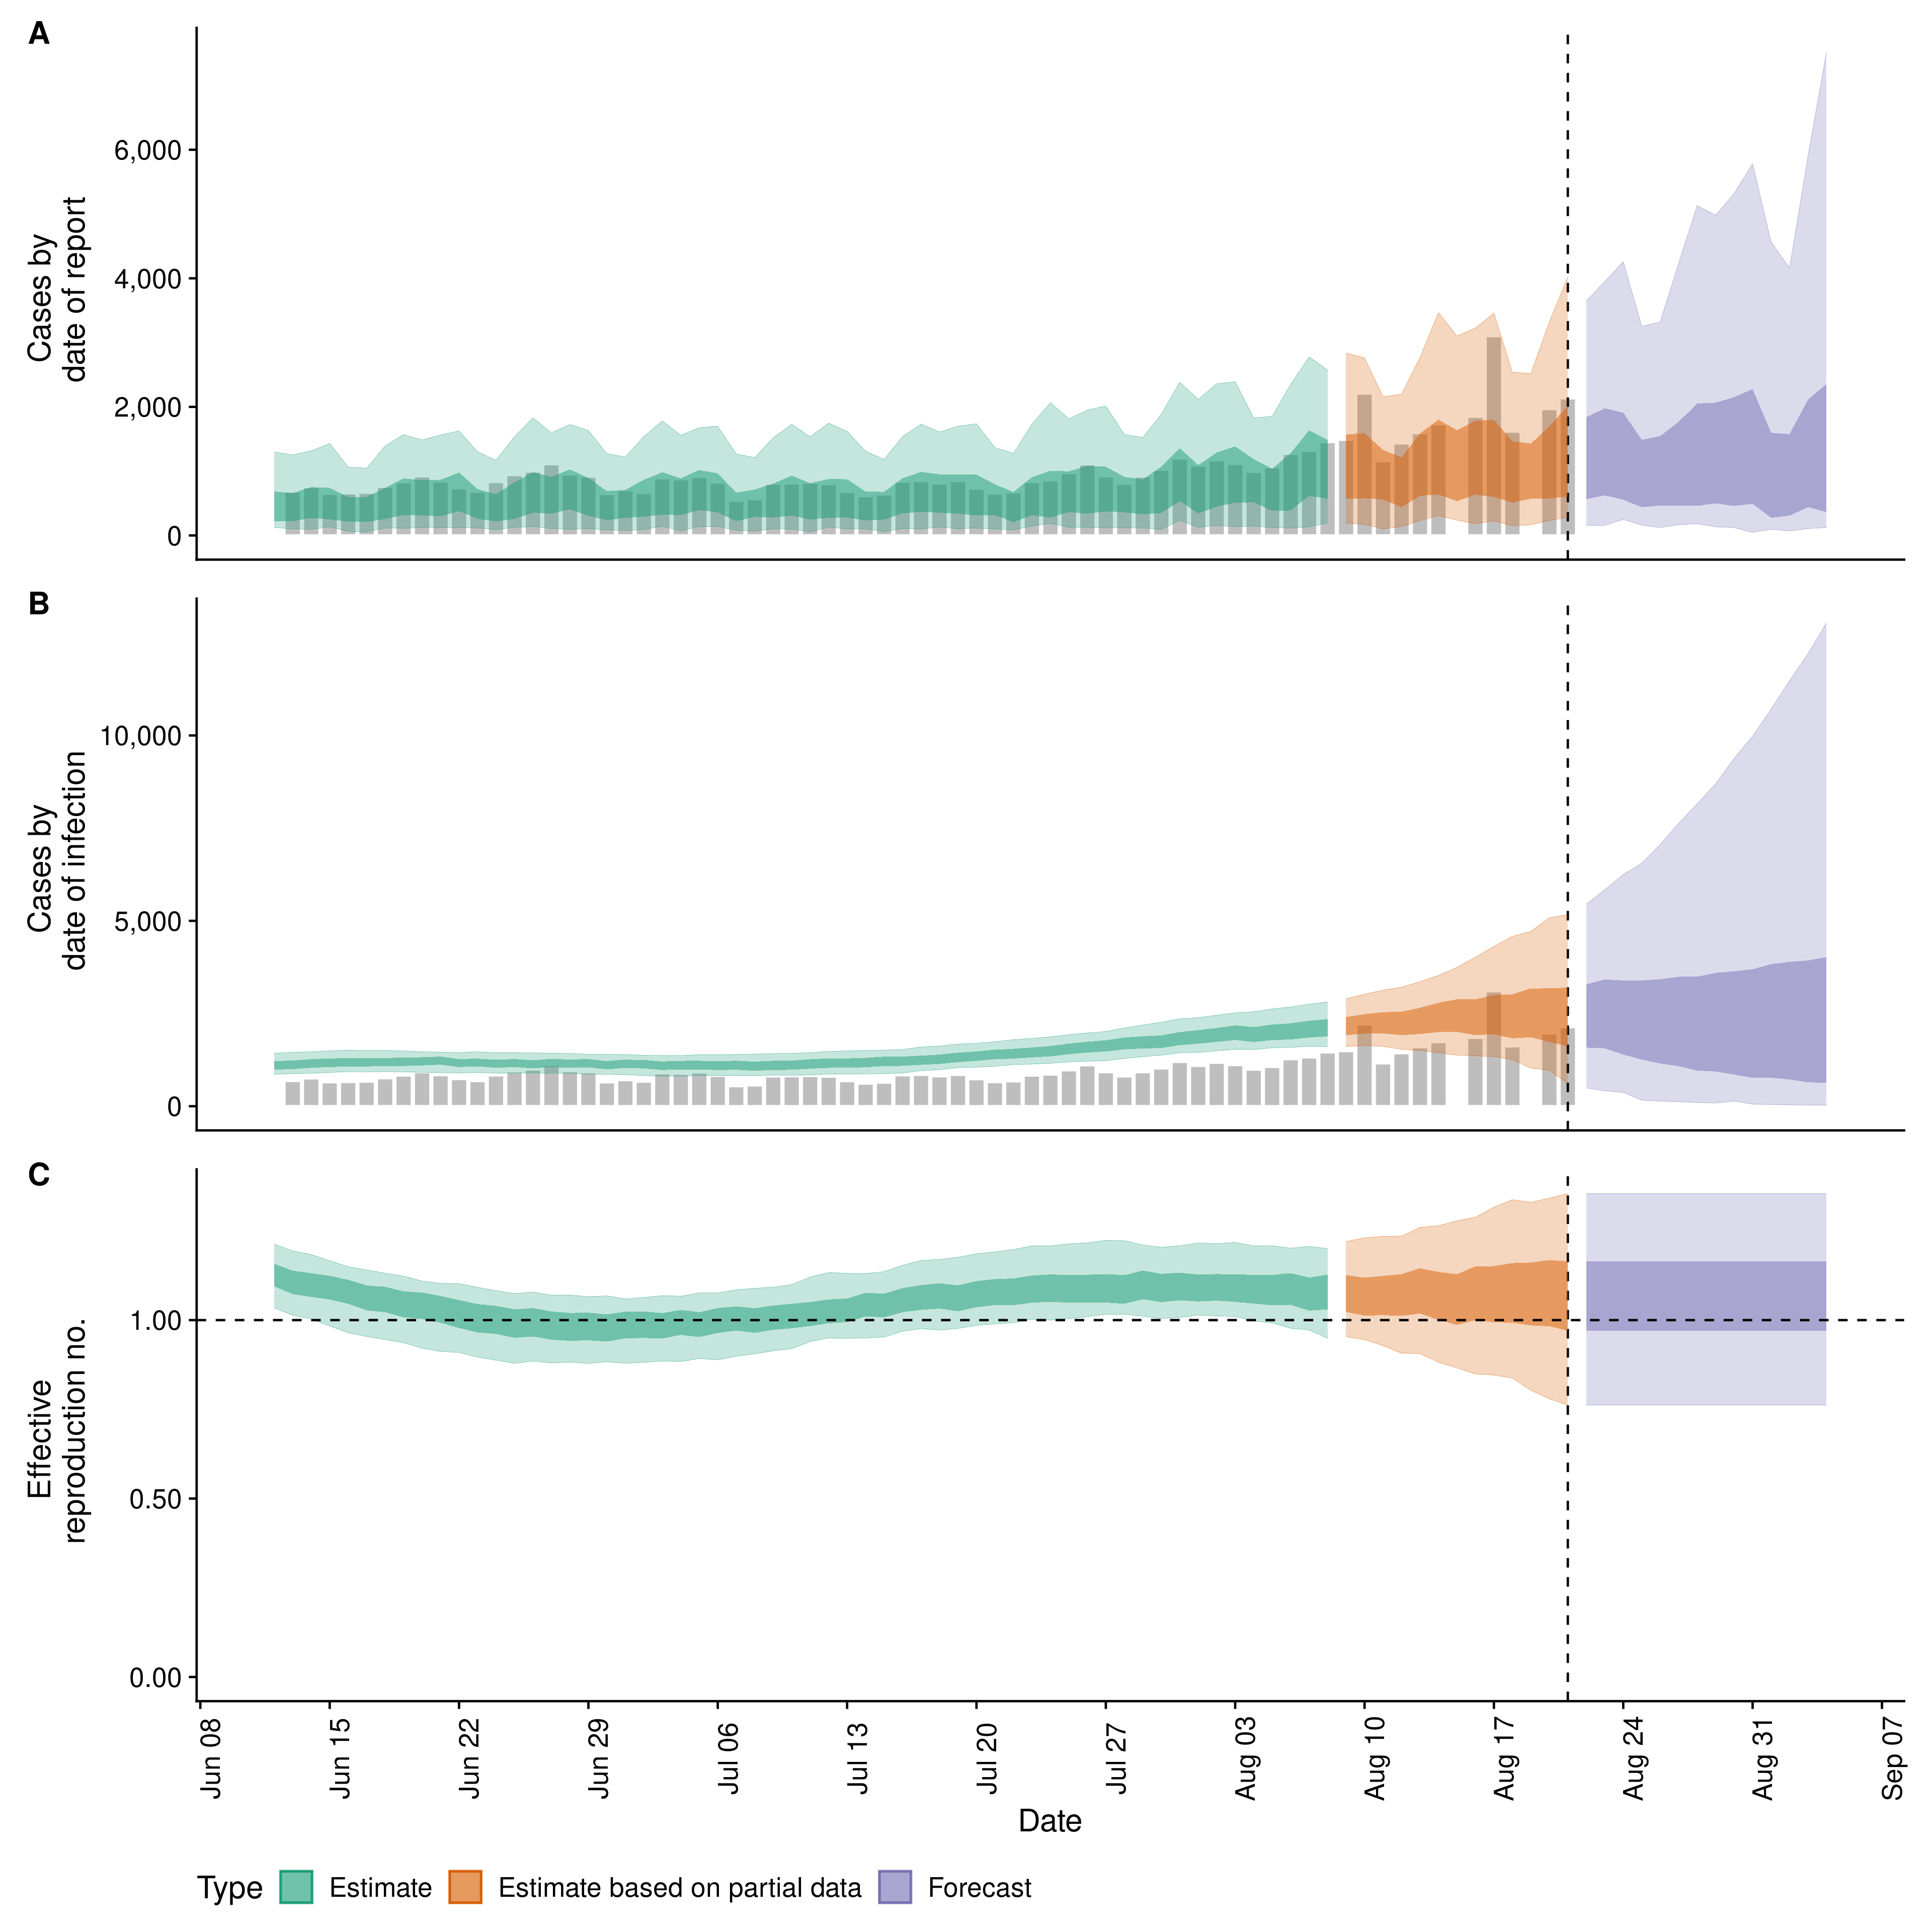 A
Cases by
date of report
6,000
4,000
2,000
0
B
Cases by
date of infection
10,000
5,000
0
C
Effective
reproduction no.
1.00
0.50
0.00
Jun 08
Jun 15
Jun 22
Jun 29
Jul 06
Jul 13
Jul 20
Jul 27
Aug 03
Aug 10
Aug 17
Aug 24
Aug 31
Sep 07
Date
Type Estimate Estimate based on partial data Forecast